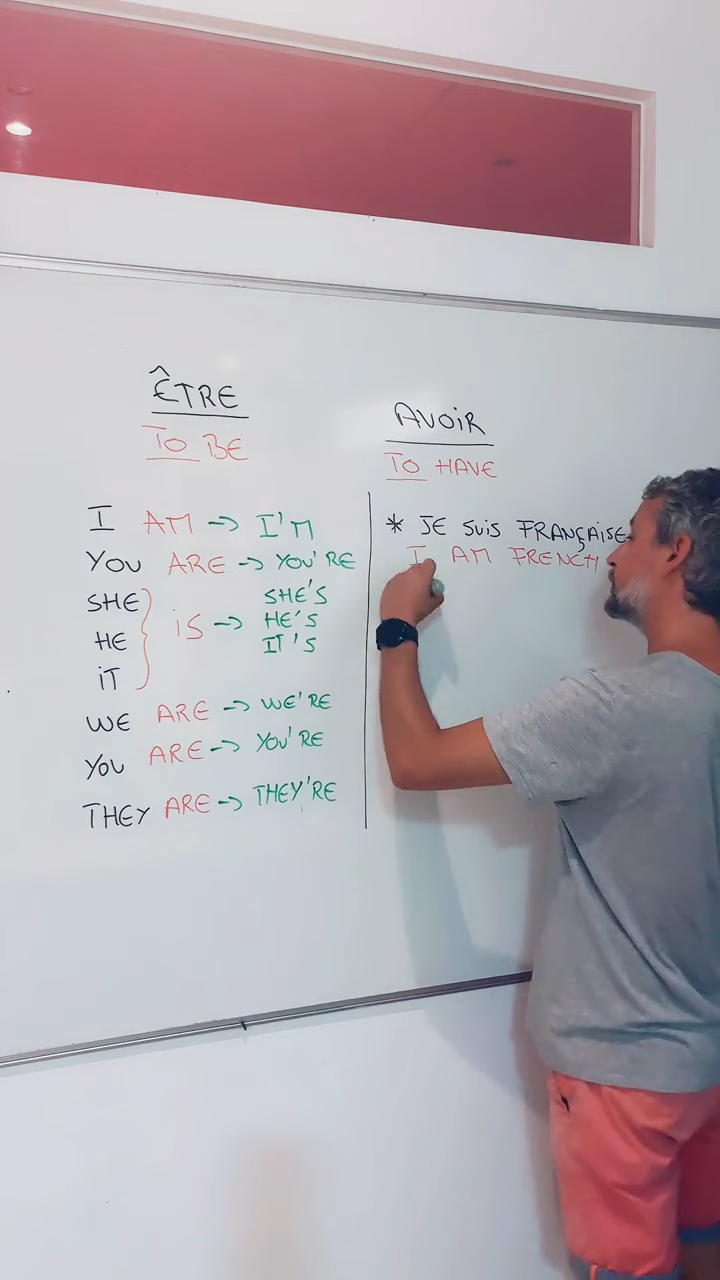 ÊTRE
TO BE
I AM -> I'M
YOU ARE -> YOU'RE
SHE
HE
iT
iS ->
SHE'S
HE'S
IT'S
WE ARE -> WE'RE
YOU ARE -> YOU'RE
THEY ARE -> THEY'RE
AVOiR
TO HAVE
* JE SUIS FRANÇAISE
I AM FRENCH